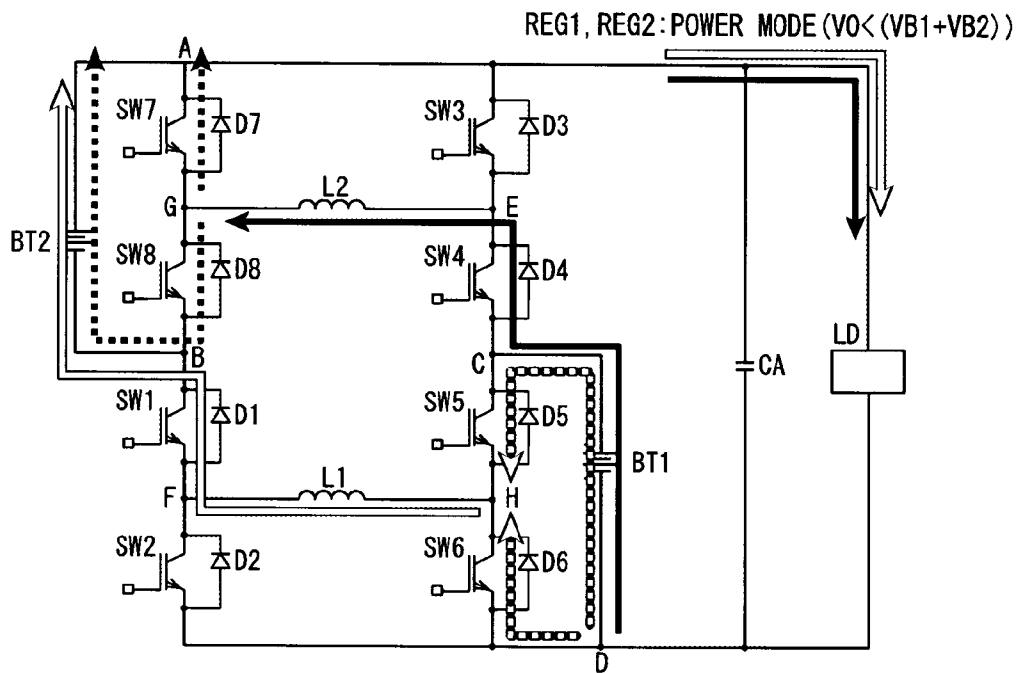 REG1, REG2:POWER MODE(V0<(VB1+VB2))
A
SW7
D7
SW3
D3
L2
G
E
BT2
SW8
D8
SW4
D4
B
C
LD
CA
SW1
D1
SW5
D5
BT1
L1
F
H
SW2
D2
SW6
D6
D